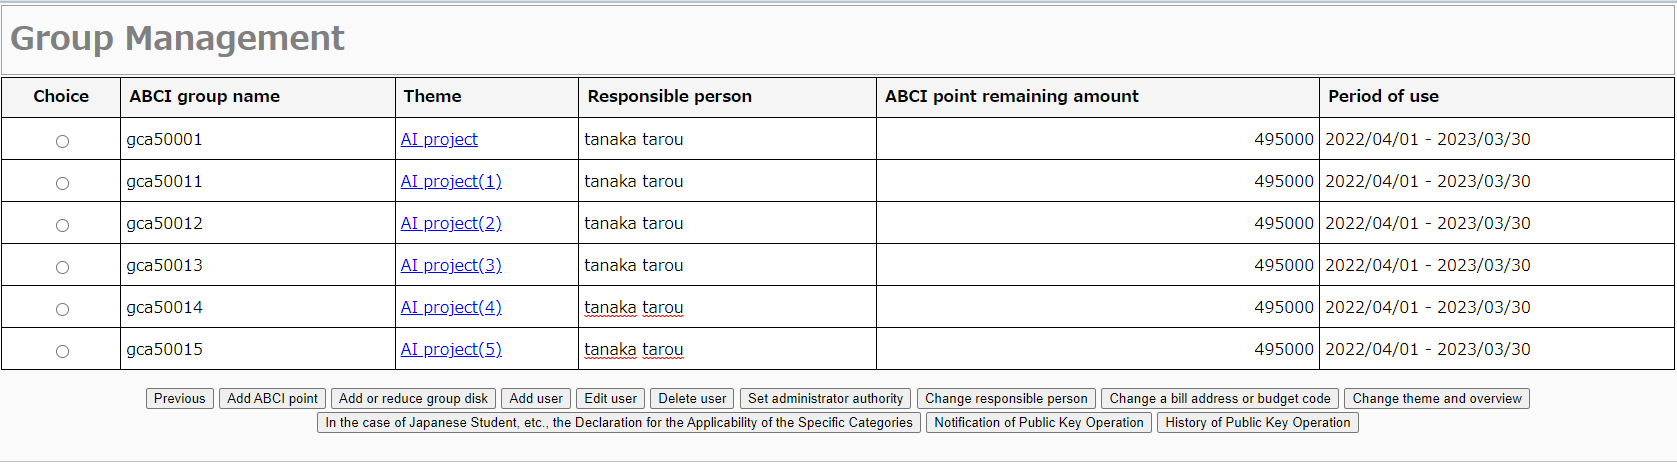 Group Management
Choice ABCI group name Theme Responsible person ABCI point remaining amount Period of use
gca50001 AI project tanaka tarou 495000 2022/04/01 - 2023/03/30
gca50011 AI project(1) tanaka tarou 495000 2022/04/01 - 2023/03/30
gca50012 AI project(2) tanaka tarou 495000 2022/04/01 - 2023/03/30
gca50013 AI project(3) tanaka tarou 495000 2022/04/01 - 2023/03/30
gca50014 AI project(4) tanaka tarou 495000 2022/04/01 - 2023/03/30
gca50015 AI project(5) tanaka tarou 495000 2022/04/01 - 2023/03/30
Previous Add ABCI point Add or reduce group disk Add user Edit user Delete user Set administrator authority Change responsible person Change a bill address or budget code Change theme and overview
In the case of Japanese Student, etc., the Declaration for the Applicability of the Specific Categories Notification of Public Key Operation History of Public Key Operation